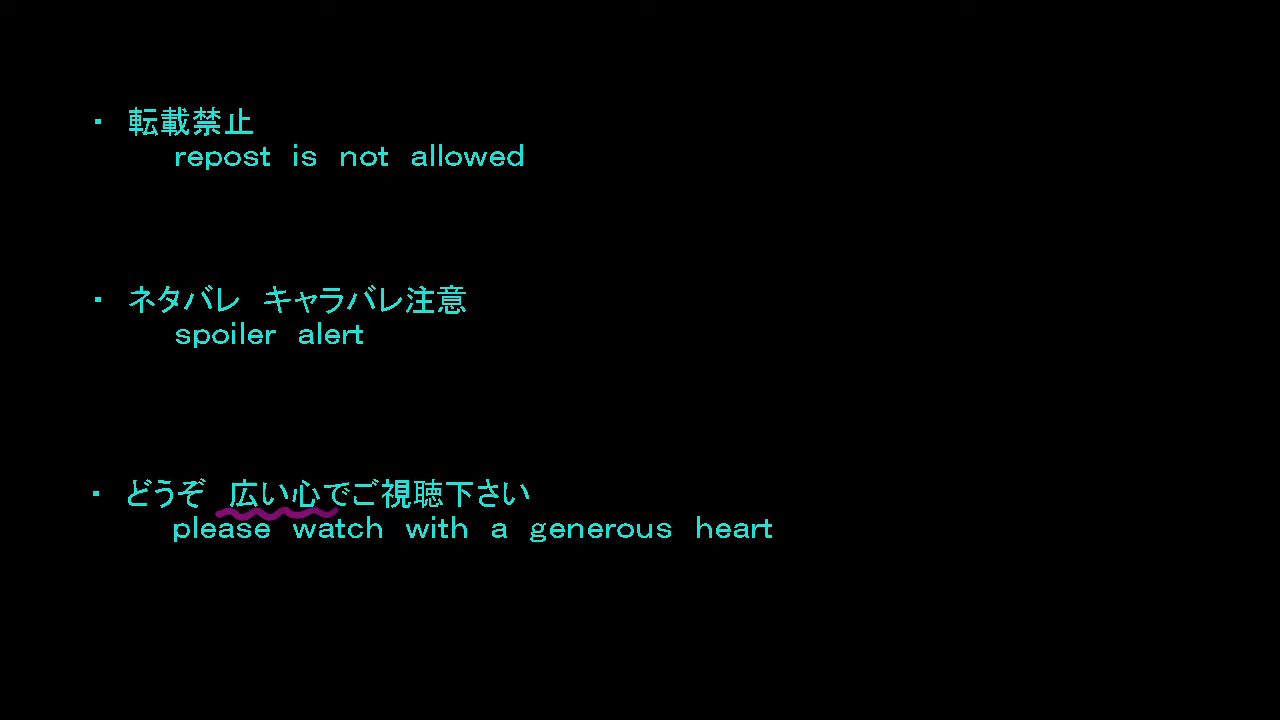 ・ 転載禁止
repost is not allowed
・ ネタバレ キャラバレ注意
spoiler alert
・ どうぞ 広い心でご視聴下さい
please watch with a generous heart